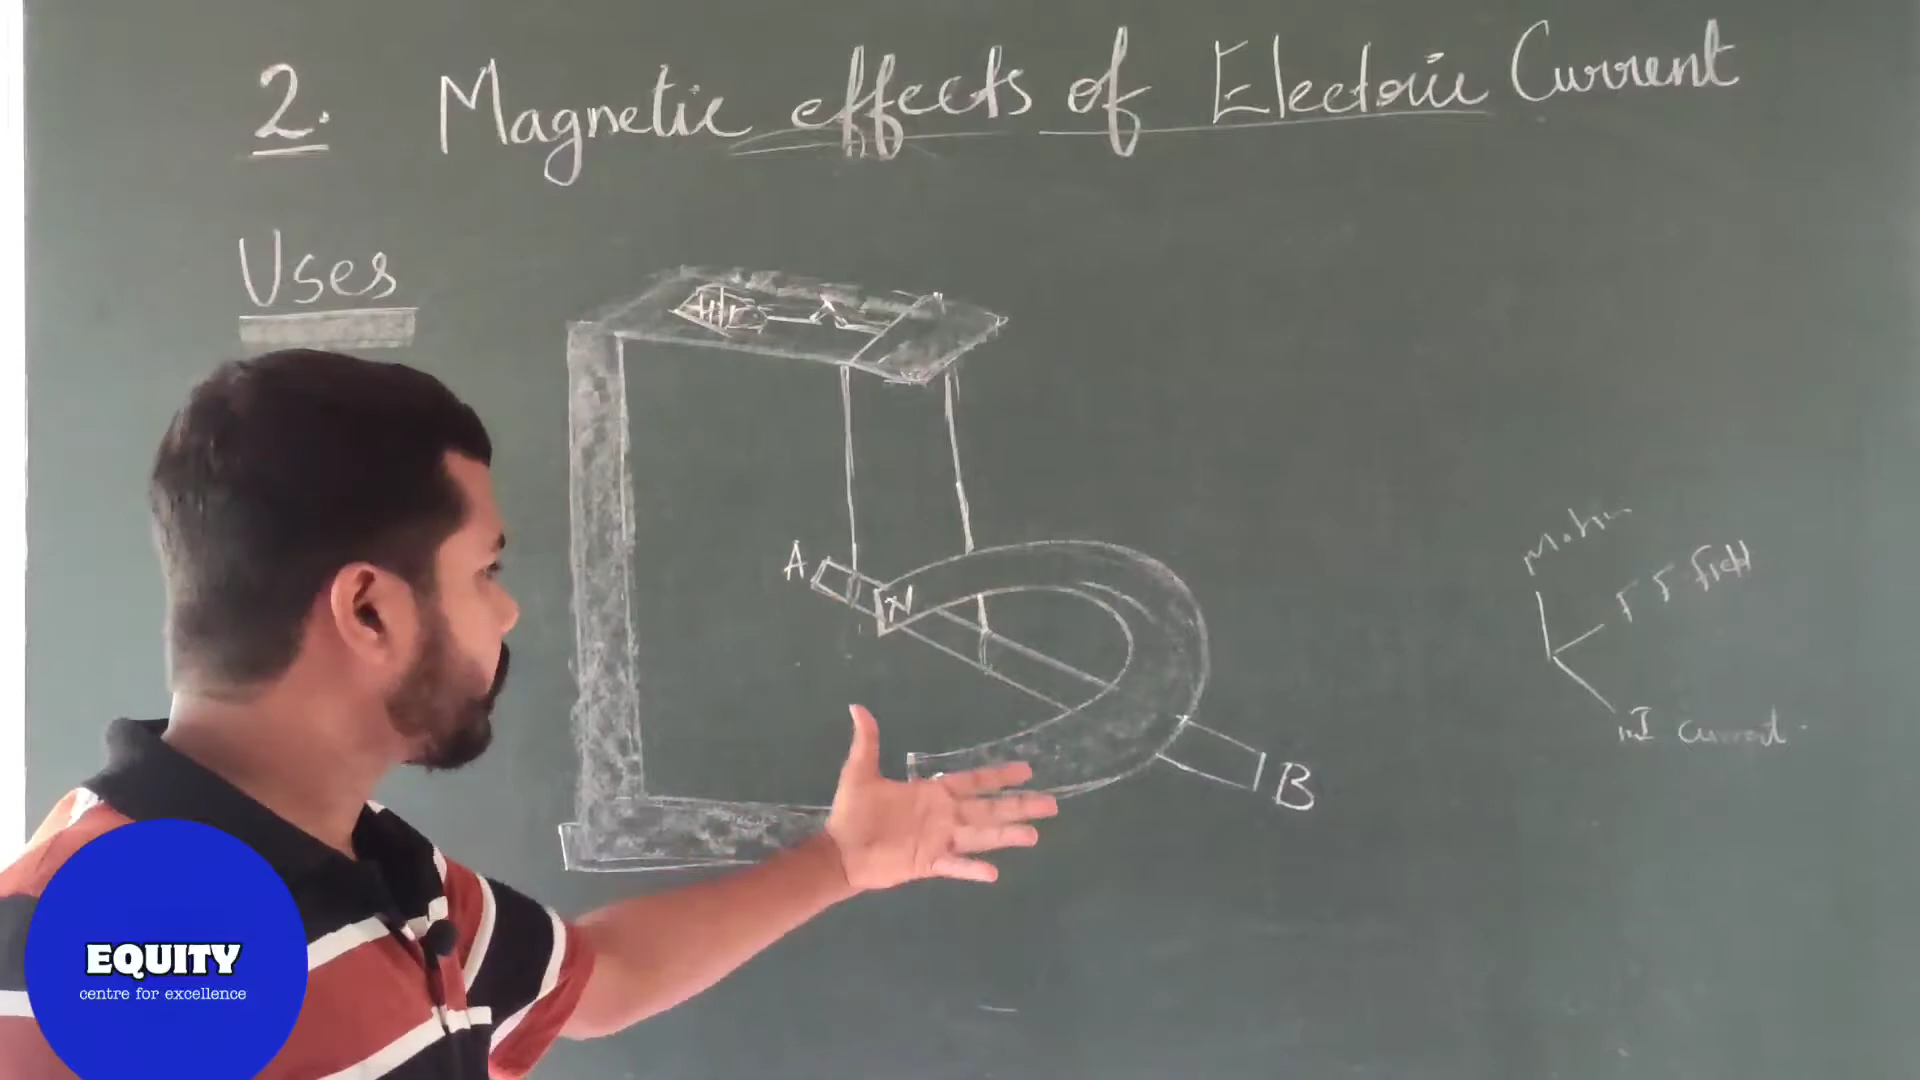 2. Magnetic effects of Electric Current
Uses
A
N
B
F F field
I Current
EQUITY
centre for excellence